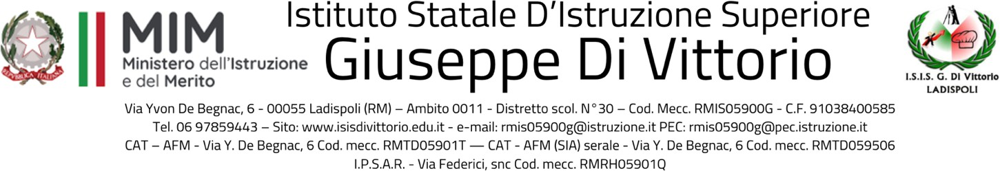 Istituto Statale D’Istruzione Superiore
MIM
Ministero dell'Istruzione
e del Merito
REPVBBLICA ITALIANA
Giuseppe Di Vittorio
I.S.I.S. G. DI Vittorio
LADISPOLI
Via Yvon De Begnac, 6 - 00055 Ladispoli (RM) – Ambito 0011 - Distretto scol. N°30 – Cod. Mecc. RMIS05900G - C.F. 91038400585
Tel. 06 97859443 – Sito: www.isisdivittorio.edu.it - e-mail: rmis05900g@istruzione.it PEC: rmis05900g@pec.istruzione.it
CAT – AFM - Via Y. De Begnac, 6 Cod. mecc. RMTD05901T — CAT - AFM (SIA) serale - Via Y. De Begnac, 6 Cod. mecc. RMTD059506
I.P.S.A.R. - Via Federici, snc Cod. mecc. RMRH05901Q